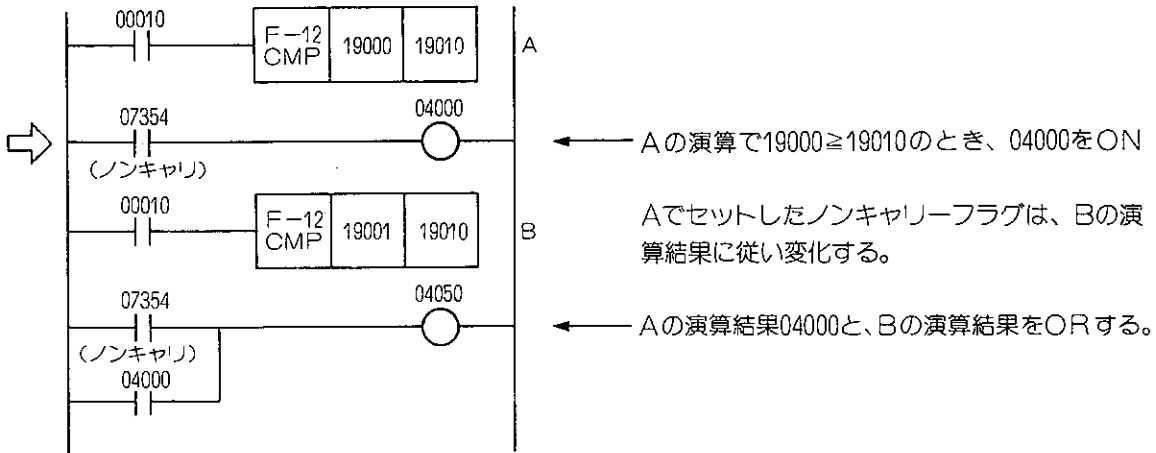 00010
F-12
CMP
19000
19010
A
07354
04000
(ノンキャリ)
Aの演算で19000≧19010のとき、04000をON
00010
F-12
CMP
19001
19010
B
Aでセットしたノンキャリーフラグは、Bの演
算結果に従い変化する。
07354
04050
(ノンキャリ)
Aの演算結果04000と、Bの演算結果をORする。
04000